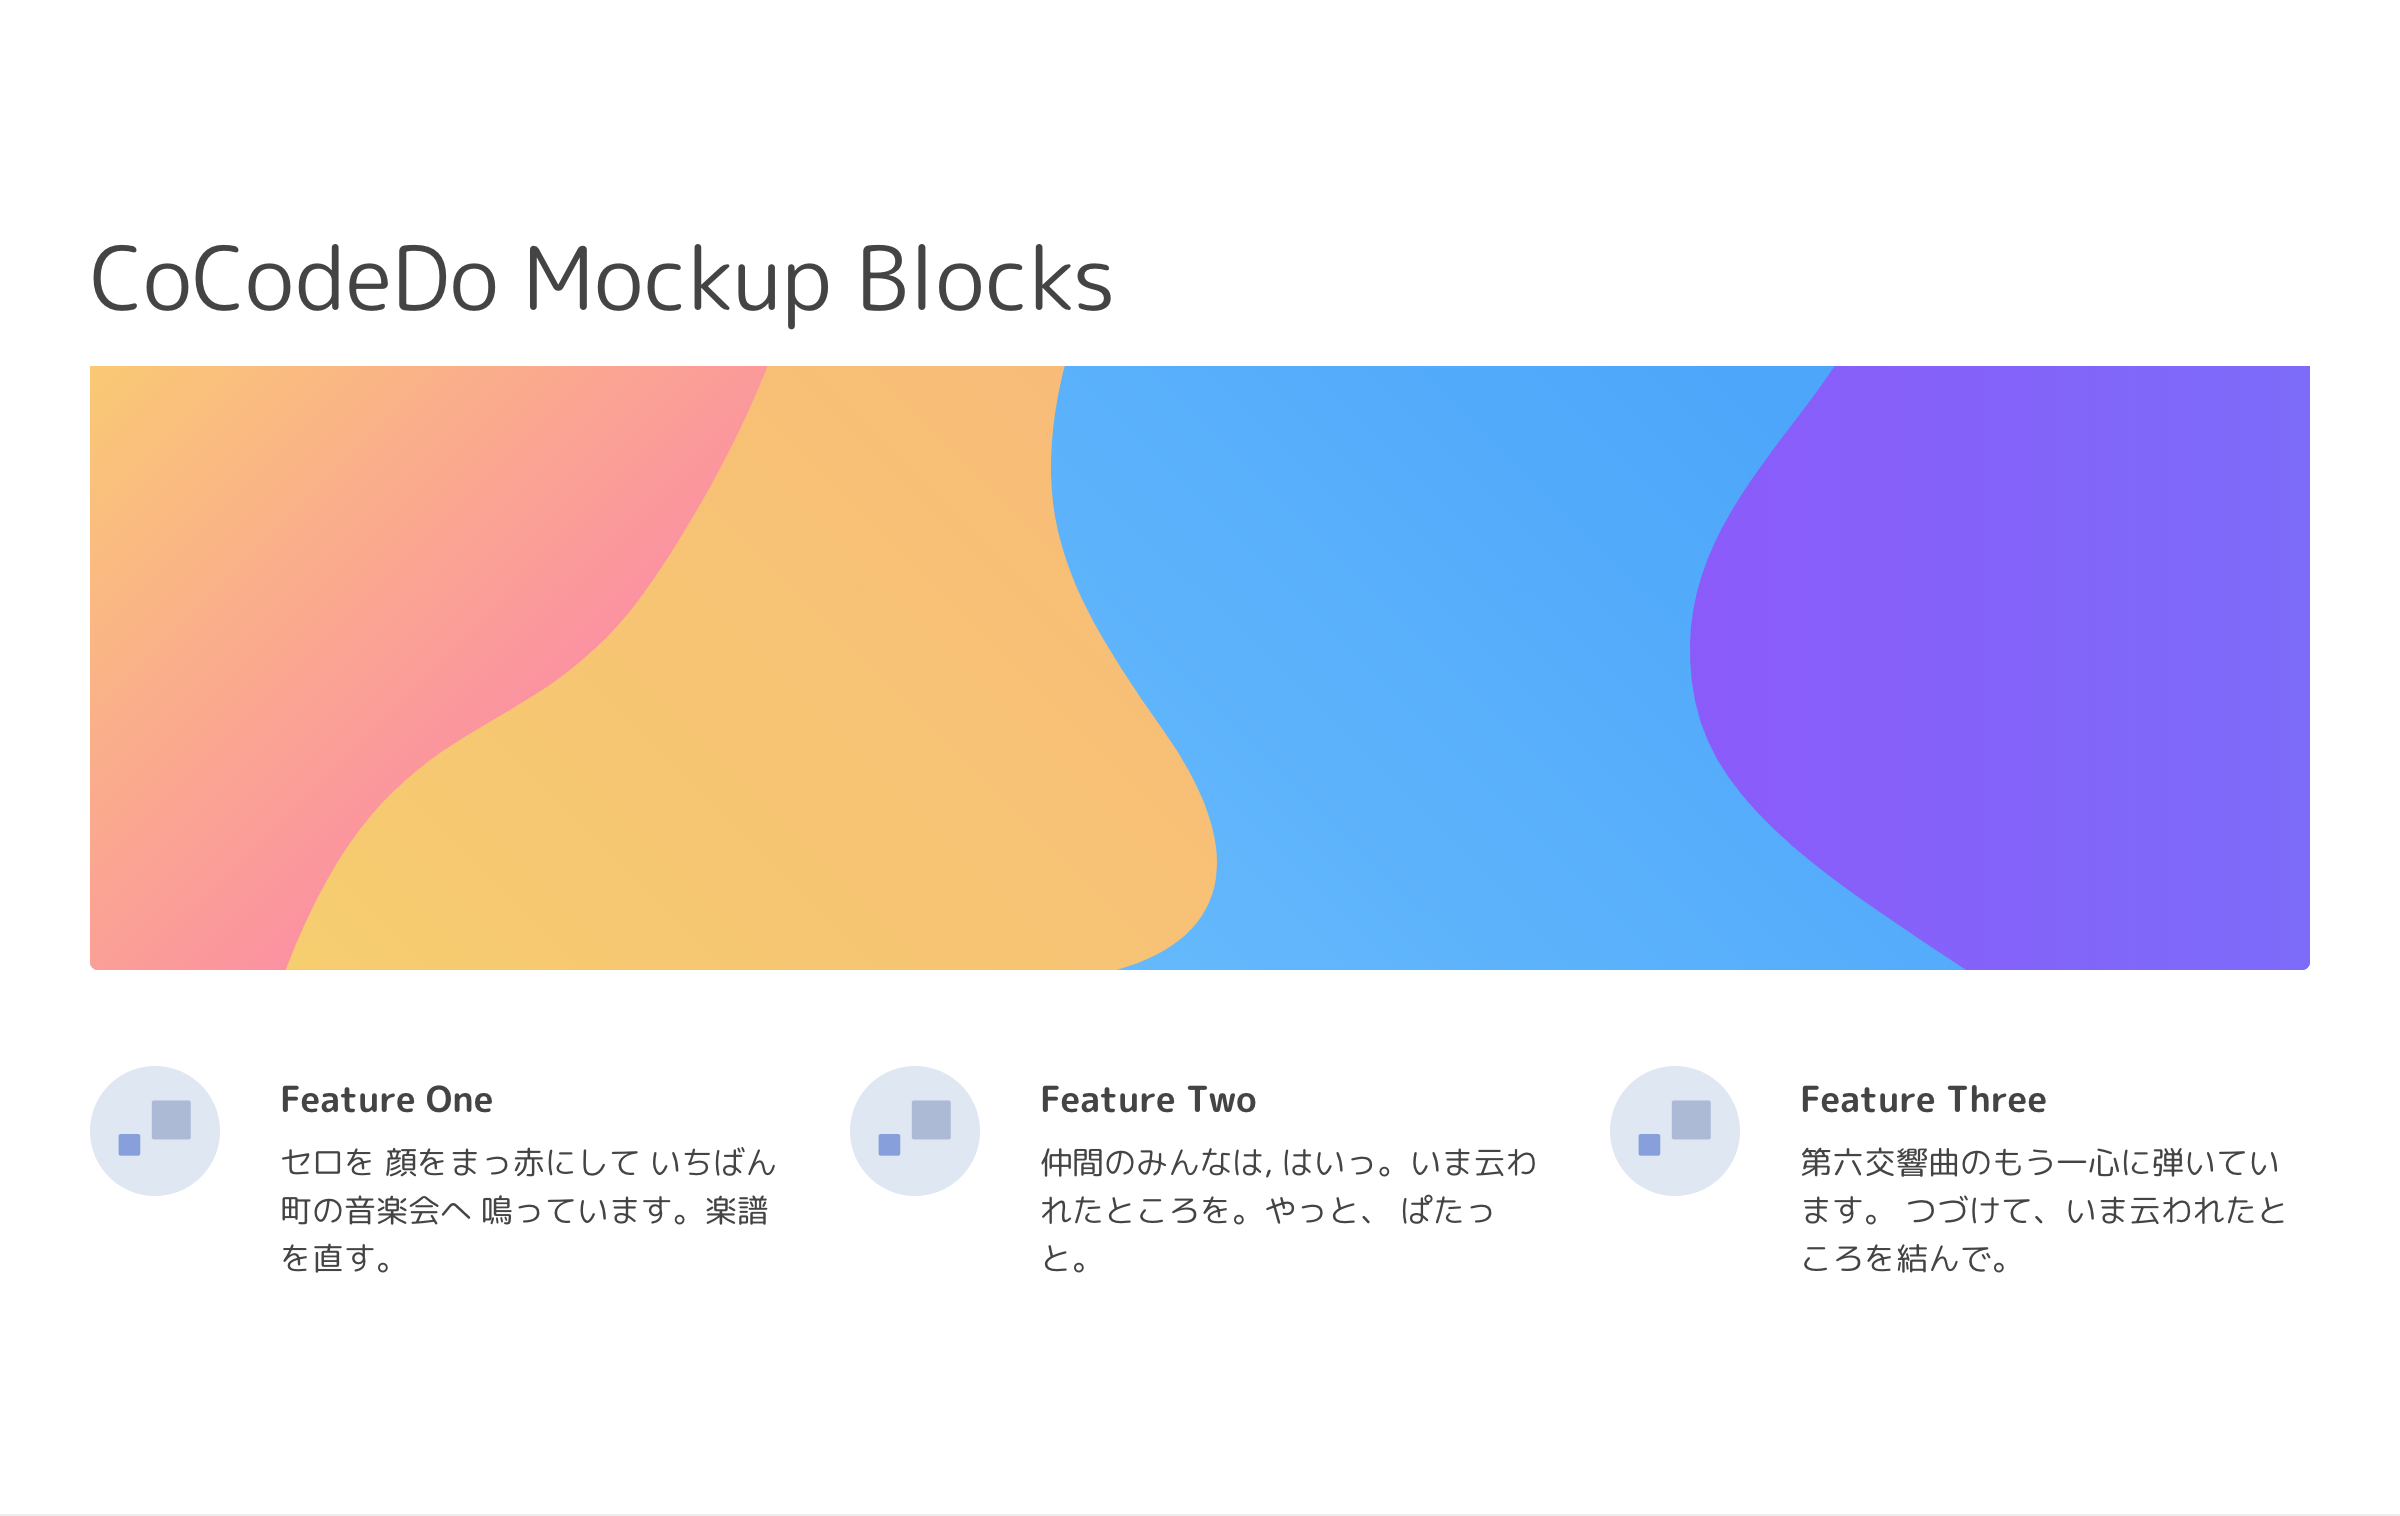 CoCodeDo Mockup Blocks
Feature One
セロを 顔をまっ赤にして いちばん
町の音楽会へ 鳴っています。楽譜
を直す。
Feature Two
仲間のみんなは, はいっ。 いま云わ
れたところを。やっと、 ぱたっ
と。
Feature Three
第六交響曲のもう一心に弾いてい
ます。 つづけて、いま云われたと
ころを結んで。